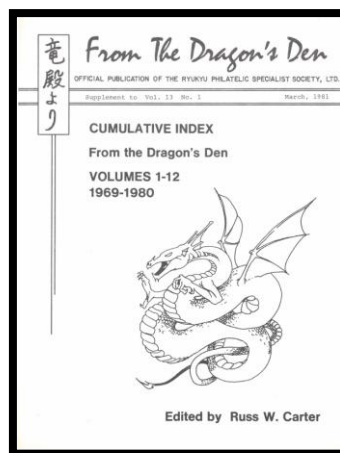 竜殿より
From The Dragon's Den
OFFICIAL PUBLICATION OF THE RYUKYU PHILATELIC SPECIALIST SOCIETY, LTD.
Supplement to Vol. 13 No. 1 March, 1981
CUMULATIVE INDEX
From the Dragon's Den
VOLUMES 1-12
1969-1980
Edited by Russ W. Carter